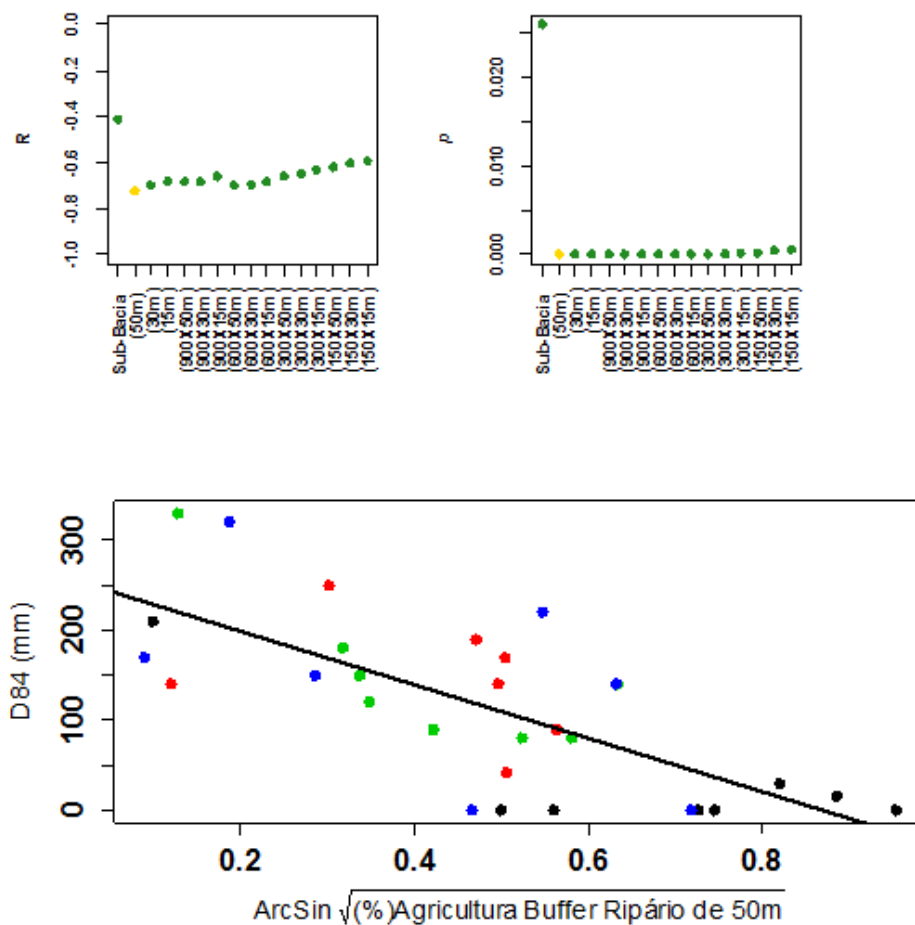 0.0
-0.2
-0.4
-0.6
-0.8
-1.0
R
Sub-Bacia
(50m)
(30m)
(15m)
(900 X 50m)
(900 X 30m)
(900 X 15m)
(600 X 50m)
(600 X 30m)
(600 X 15m)
(300 X 50m)
(300 X 30m)
(300 X 15m)
(150 X 50m)
(150 X 30m)
(150 X 15m)
0.020
0.010
0.000
p
Sub-Bacia
(50m)
(30m)
(15m)
(900 X 50m)
(900 X 30m)
(900 X 15m)
(600 X 50m)
(600 X 30m)
(600 X 15m)
(300 X 50m)
(300 X 30m)
(300 X 15m)
(150 X 50m)
(150 X 30m)
(150 X 15m)
300
200
100
0
D84 (mm)
0.2 0.4 0.6 0.8
ArcSin √(%)Agricultura Buffer Ripário de 50m